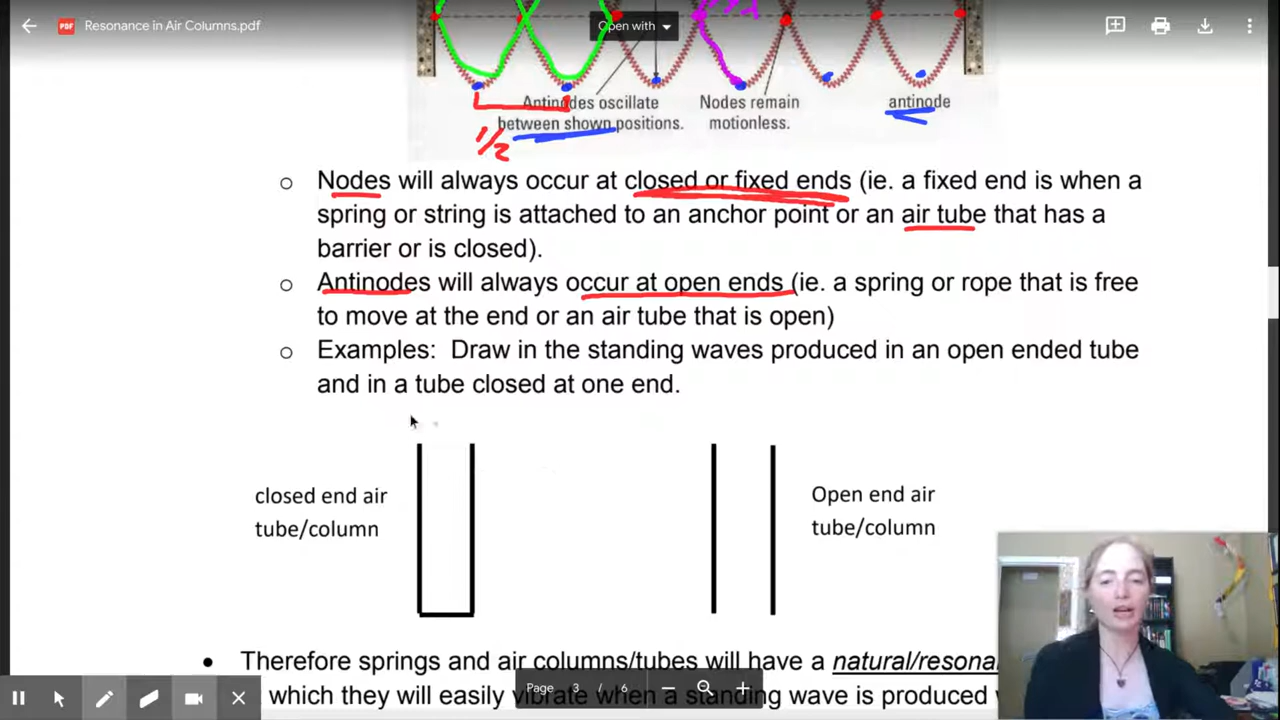 Resonance in Air Columns.pdf
Open with
Antinodes oscillate
between shown positions.
Nodes remain
motionless.
antinode
1/2
o Nodes will always occur at closed or fixed ends (ie. a fixed end is when a
spring or string is attached to an anchor point or an air tube that has a
barrier or is closed).
o Antinodes will always occur at open ends (ie. a spring or rope that is free
to move at the end or an air tube that is open)
o Examples: Draw in the standing waves produced in an open ended tube
and in a tube closed at one end.
closed end air
tube/column
Open end air
tube/column
• Therefore springs and air columns/tubes will have a natural/resona
which they will easily vibrate when a standing wave is produced
Page 3 / 6